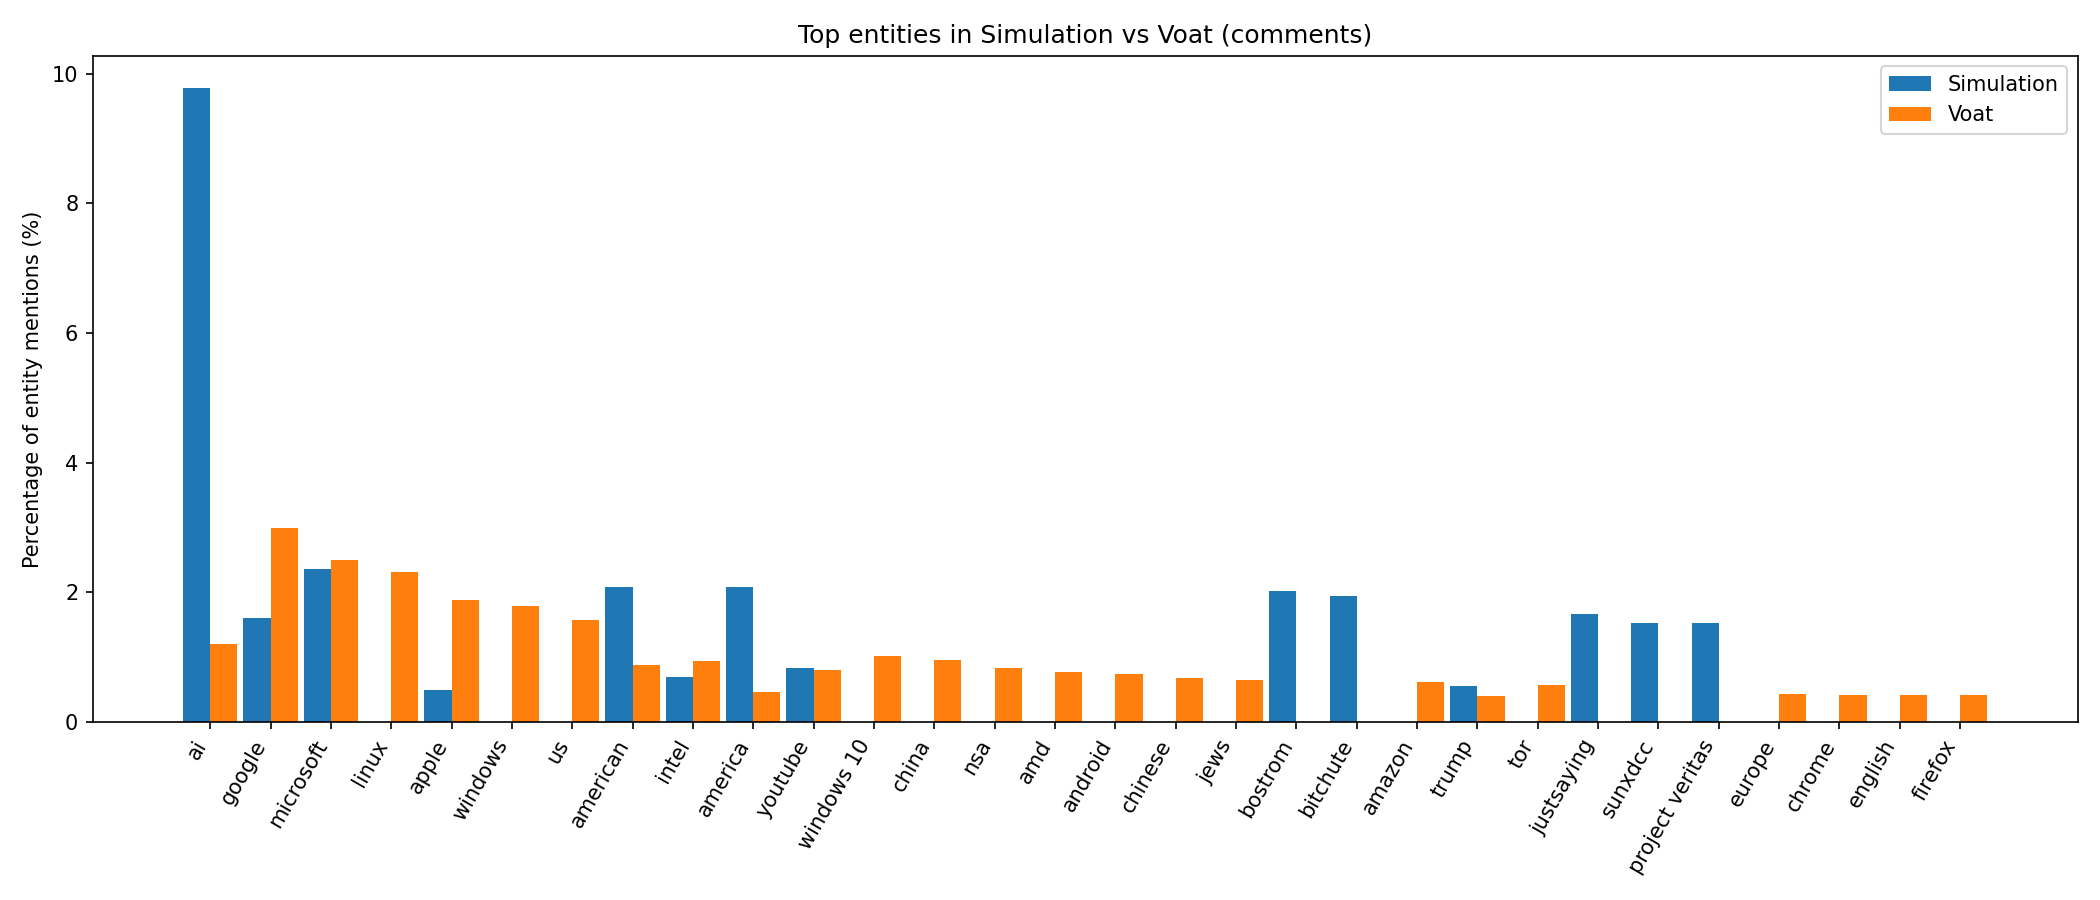 Top entities in Simulation vs Voat (comments)
Simulation
Voat
Percentage of entity mentions (%)
10
8
6
4
2
0
ai
google
microsoft
linux
apple
windows
us
american
intel
america
youtube
windows 10
china
nsa
amd
android
chinese
jews
bostrom
bitchute
amazon
trump
tor
justsaying
sunxdcc
project veritas
europe
chrome
english
firefox